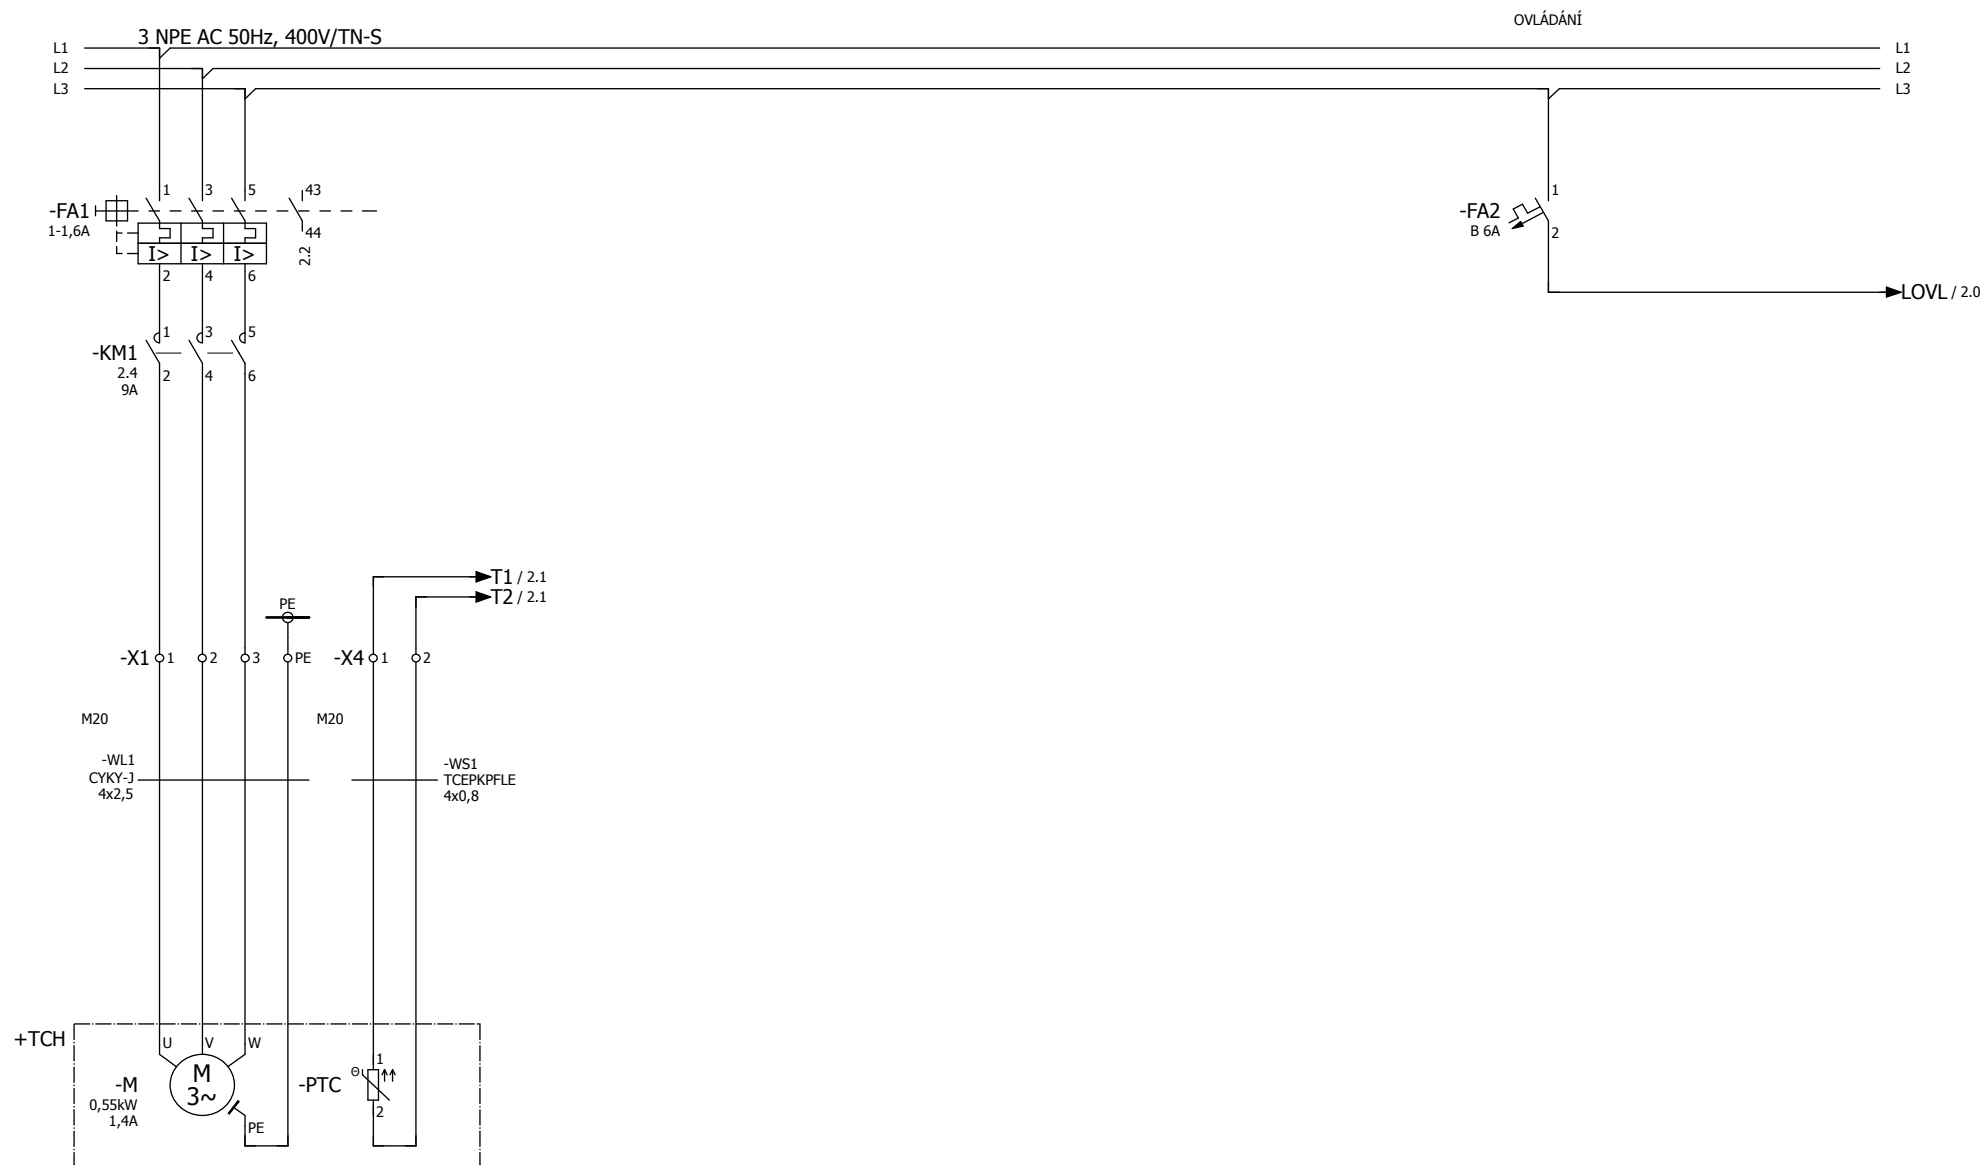 OVLÁDÁNÍ
3 NPE AC 50Hz, 400V/TN-S
L1 L1
L2 L2
L3 L3
1 3 5 43
-FA1
1-1,6A
44
I> I> I>
2.2
2 4 6
1
-FA2
B 6A
2
LOVL / 2.0
1 3 5
-KM1
2.4
9A
2 4 6
T1 / 2.1
T2 / 2.1
PE
-X1 1 2 3 PE -X4 1 2
M20 M20
-WL1
CYKY-J
4x2,5
-WS1
TCEPKPFLE
4x0,8
+TCH
U V W
M
3~
-M
0,55kW
1,4A
PE
-PTC
Θ
1
2